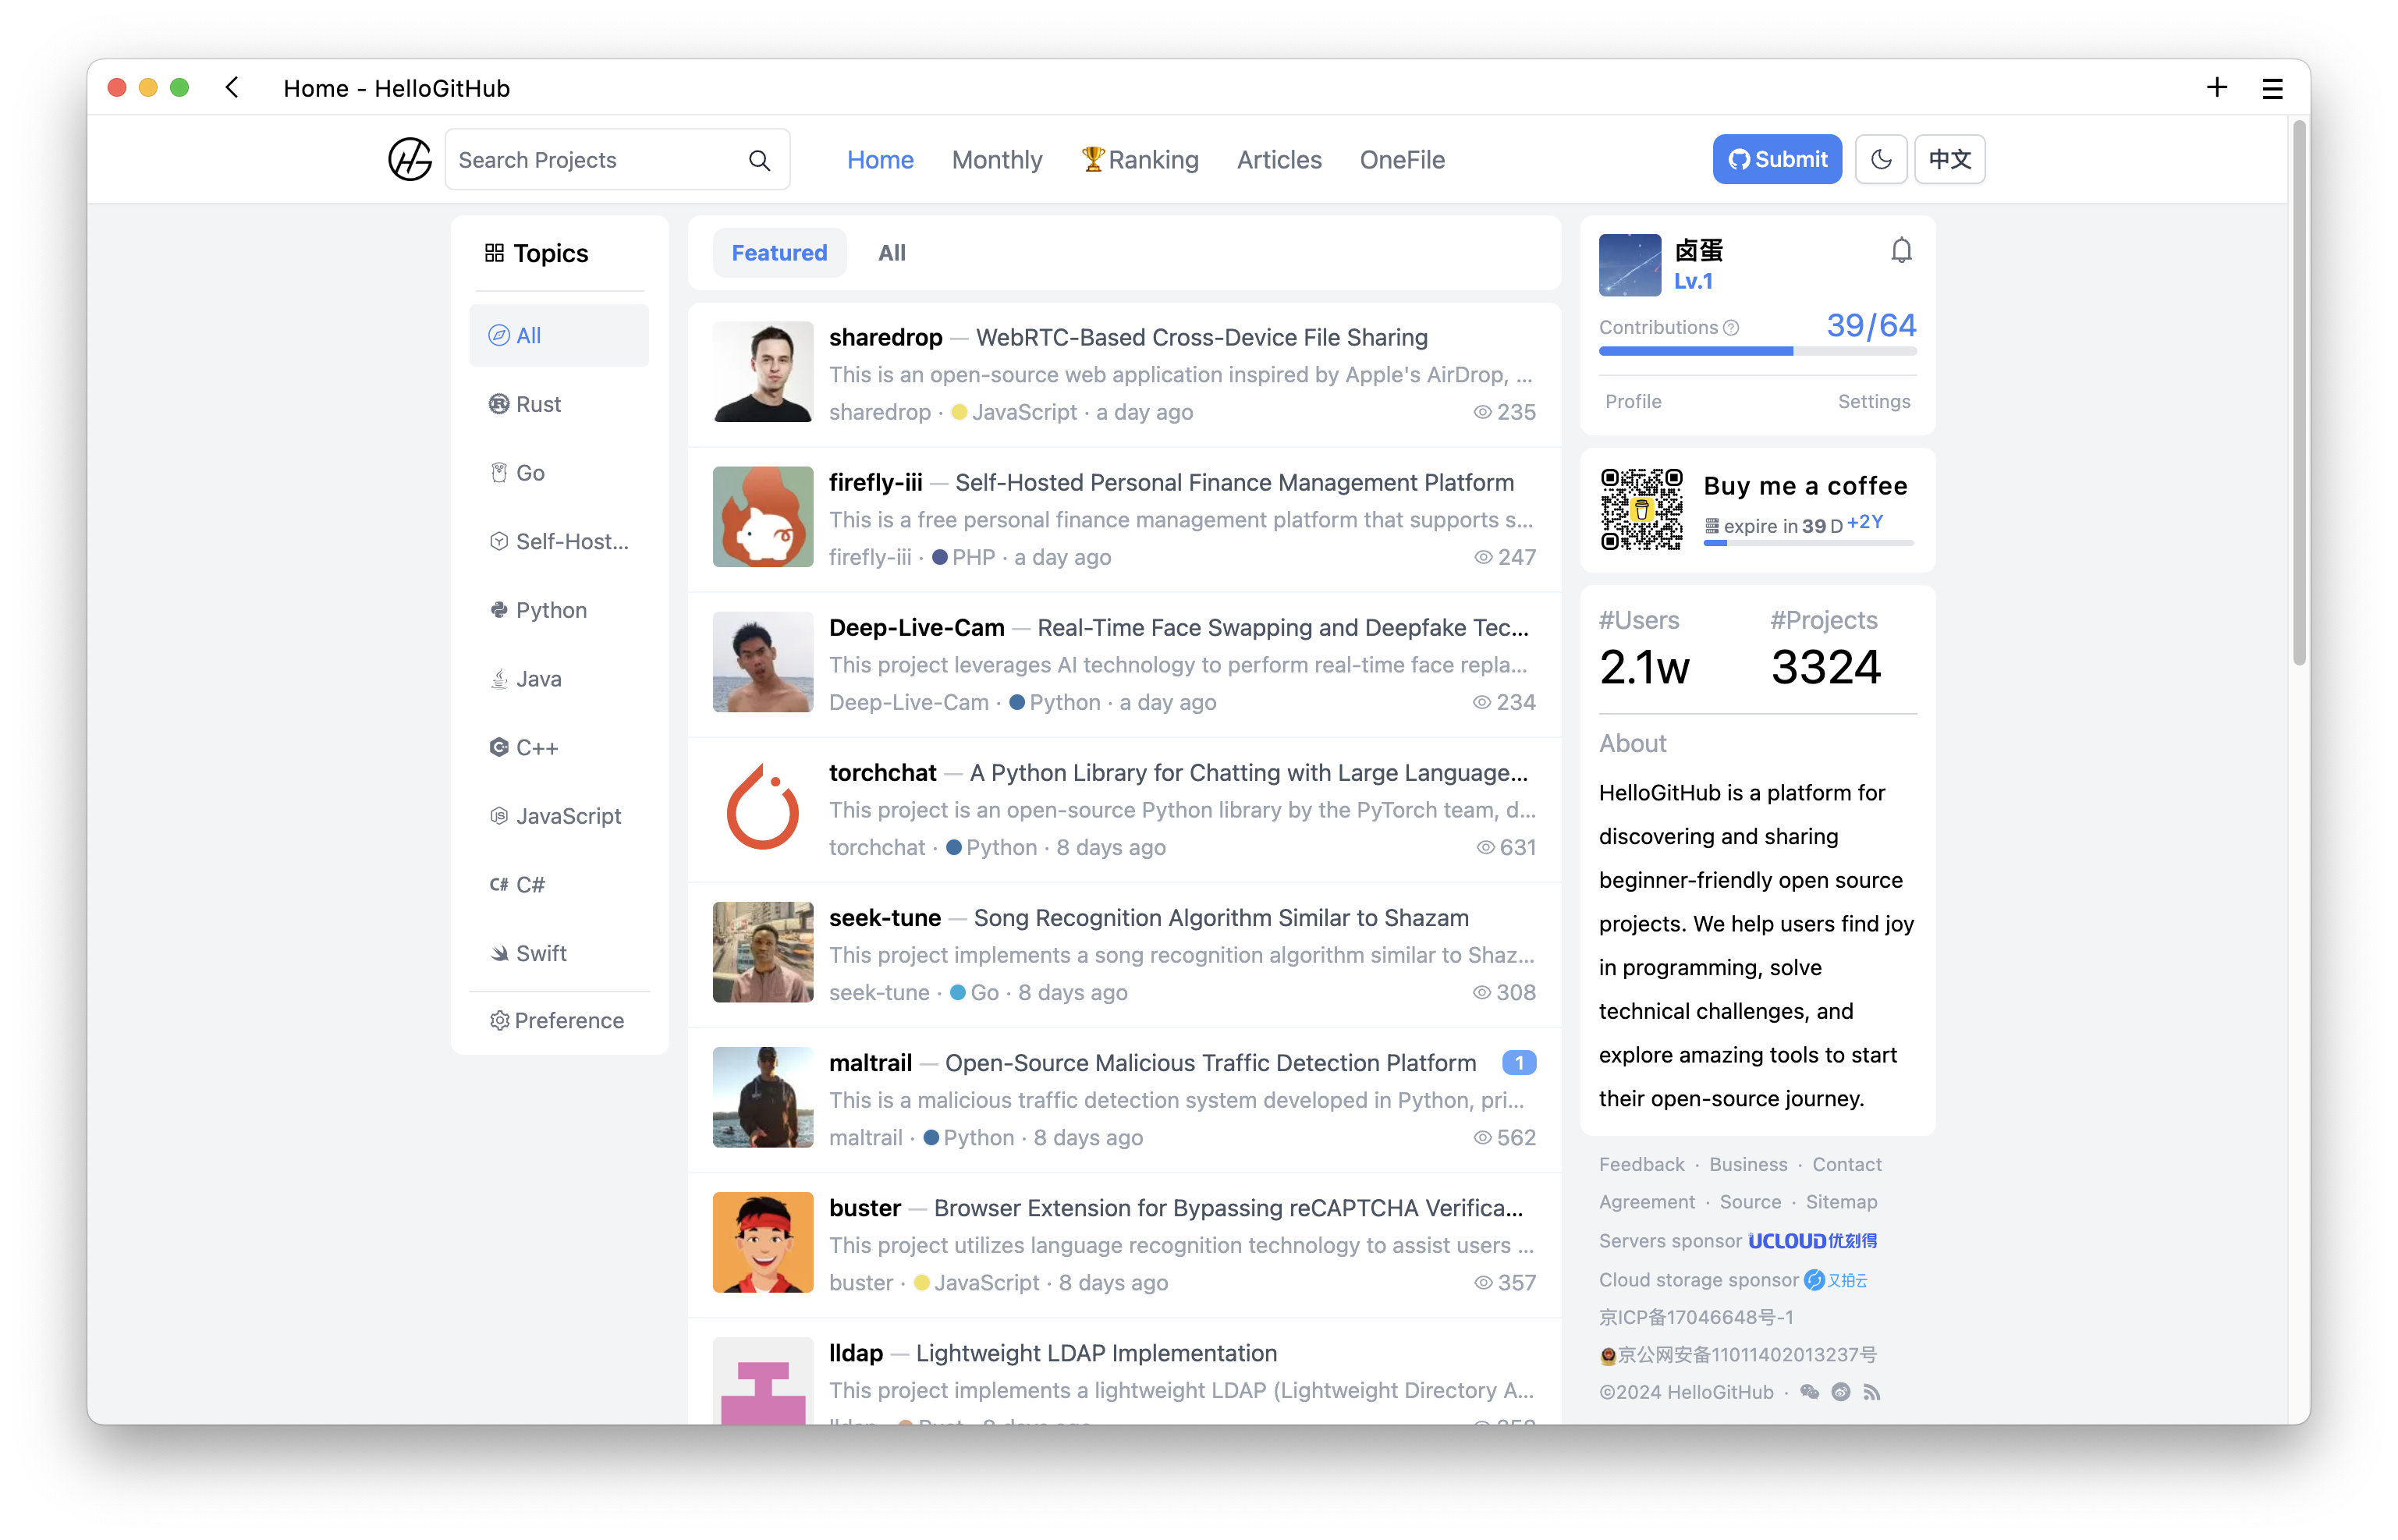 Home - HelloGitHub
Search Projects
Home
Monthly
🏆Ranking
Articles
OneFile
Submit
中文
Topics
All
Rust
Go
Self-Host...
Python
Java
C++
JavaScript
C# C#
Swift
Preference
Featured
All
sharedrop — WebRTC-Based Cross-Device File Sharing
This is an open-source web application inspired by Apple's AirDrop, ...
sharedrop · JavaScript · a day ago 235
firefly-iii — Self-Hosted Personal Finance Management Platform
This is a free personal finance management platform that supports s...
firefly-iii · PHP · a day ago 247
Deep-Live-Cam — Real-Time Face Swapping and Deepfake Tec...
This project leverages AI technology to perform real-time face repla...
Deep-Live-Cam · Python · a day ago 234
torchchat — A Python Library for Chatting with Large Language...
This project is an open-source Python library by the PyTorch team, d...
torchchat · Python · 8 days ago 631
seek-tune — Song Recognition Algorithm Similar to Shazam
This project implements a song recognition algorithm similar to Shaz...
seek-tune · Go · 8 days ago 308
maltrail — Open-Source Malicious Traffic Detection Platform 1
This is a malicious traffic detection system developed in Python, pri...
maltrail · Python · 8 days ago 562
buster — Browser Extension for Bypassing reCAPTCHA Verifica...
This project utilizes language recognition technology to assist users ...
buster · JavaScript · 8 days ago 357
lldap — Lightweight LDAP Implementation
This project implements a lightweight LDAP (Lightweight Directory A...
卤蛋
Lv.1
Contributions 39/64
Profile Settings
Buy me a coffee
expire in 39 D +2Y
#Users #Projects
2.1w 3324
About
HelloGitHub is a platform for
discovering and sharing
beginner-friendly open source
projects. We help users find joy
in programming, solve
technical challenges, and
explore amazing tools to start
their open-source journey.
Feedback · Business · Contact
Agreement · Source · Sitemap
Servers sponsor UCLOUD优刻得
Cloud storage sponsor 又拍云
京ICP备17046648号-1
京公网安备11011402013237号
©2024 HelloGitHub ·